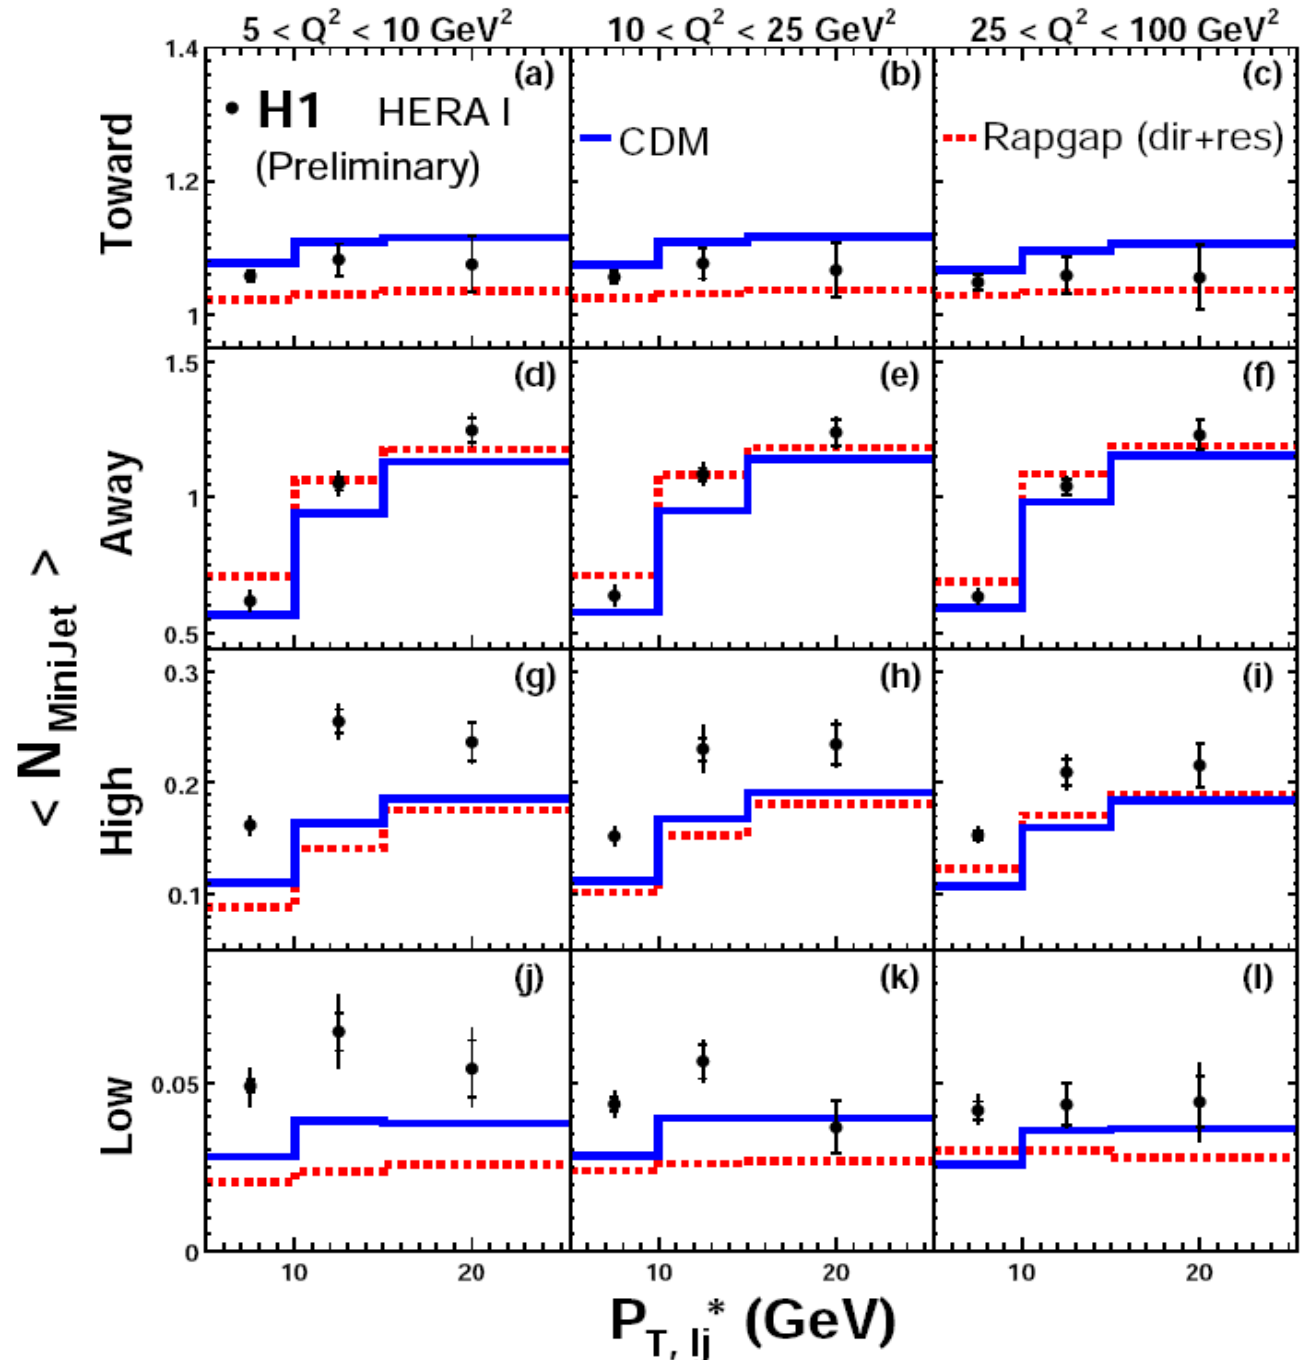 5 < Q² < 10 GeV² 10 < Q² < 25 GeV² 25 < Q² < 100 GeV²
1.4 (a) (b) (c)
• H1 HERA I CDM Rapgap (dir+res)
(Preliminary)
Toward
1.2
1
1.5 (d) (e) (f)
Away
1
0.5
< N_MiniJet >
0.3 (g) (h) (i)
High
0.2
0.1
(j) (k) (l)
Low
0.05
0
10 20 10 20 10 20
P_T, lj* (GeV)